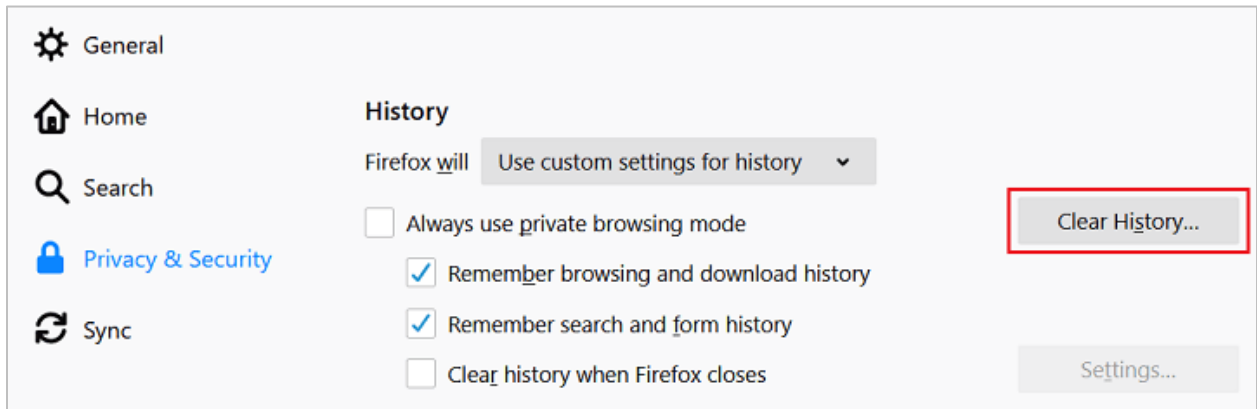 General
Home
Search
Privacy & Security
Sync
History
Firefox will Use custom settings for history
Always use private browsing mode
Clear History...
Remember browsing and download history
Remember search and form history
Clear history when Firefox closes
Settings...